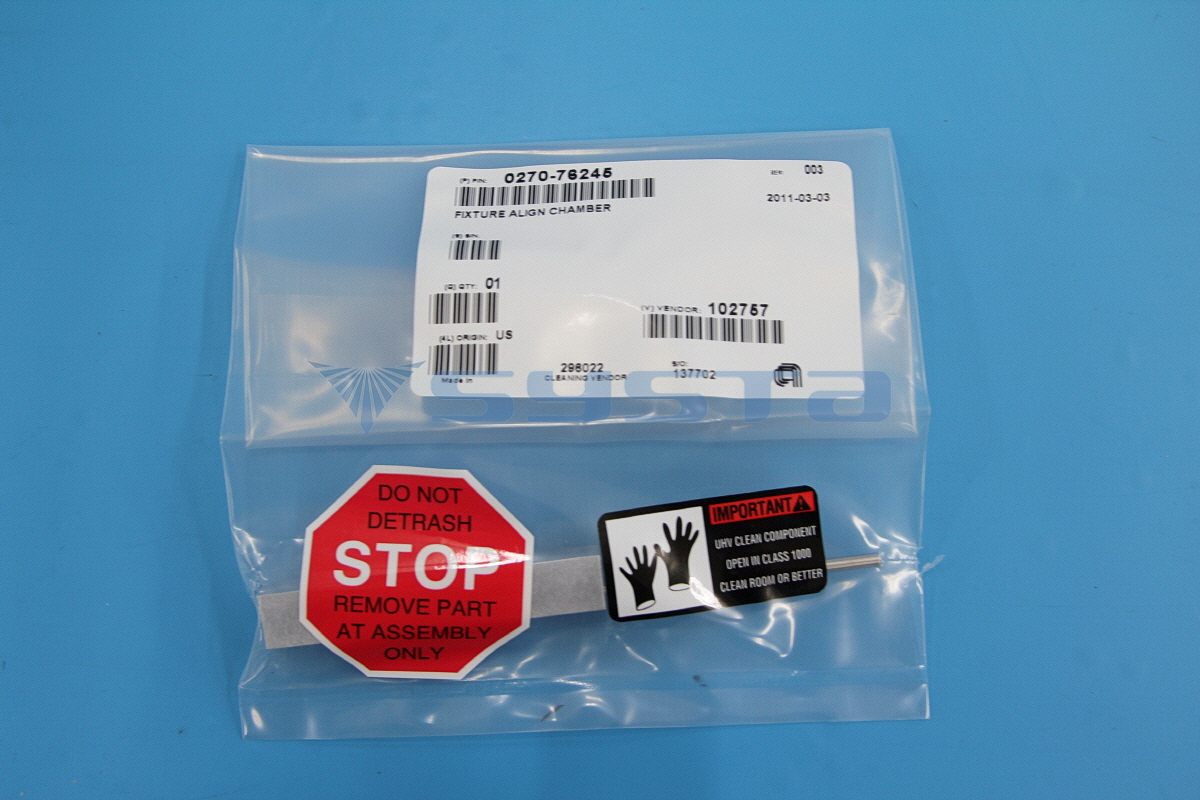 (P) P/N: 0270-76245
REV: 003
FIXTURE ALIGN CHAMBER
2011-03-03
(S) S/N:
(Q) QTY: 01
(V) VENDOR: 102757
(4L) ORIGIN: US
Made in
296022
CLEANING VENDOR
S/O:
137702
systa
DO NOT
DETRASH
STOP
REMOVE PART
AT ASSEMBLY
ONLY
IMPORTANT
UHV CLEAN COMPONENT
OPEN IN CLASS 1000
CLEAN ROOM OR BETTER